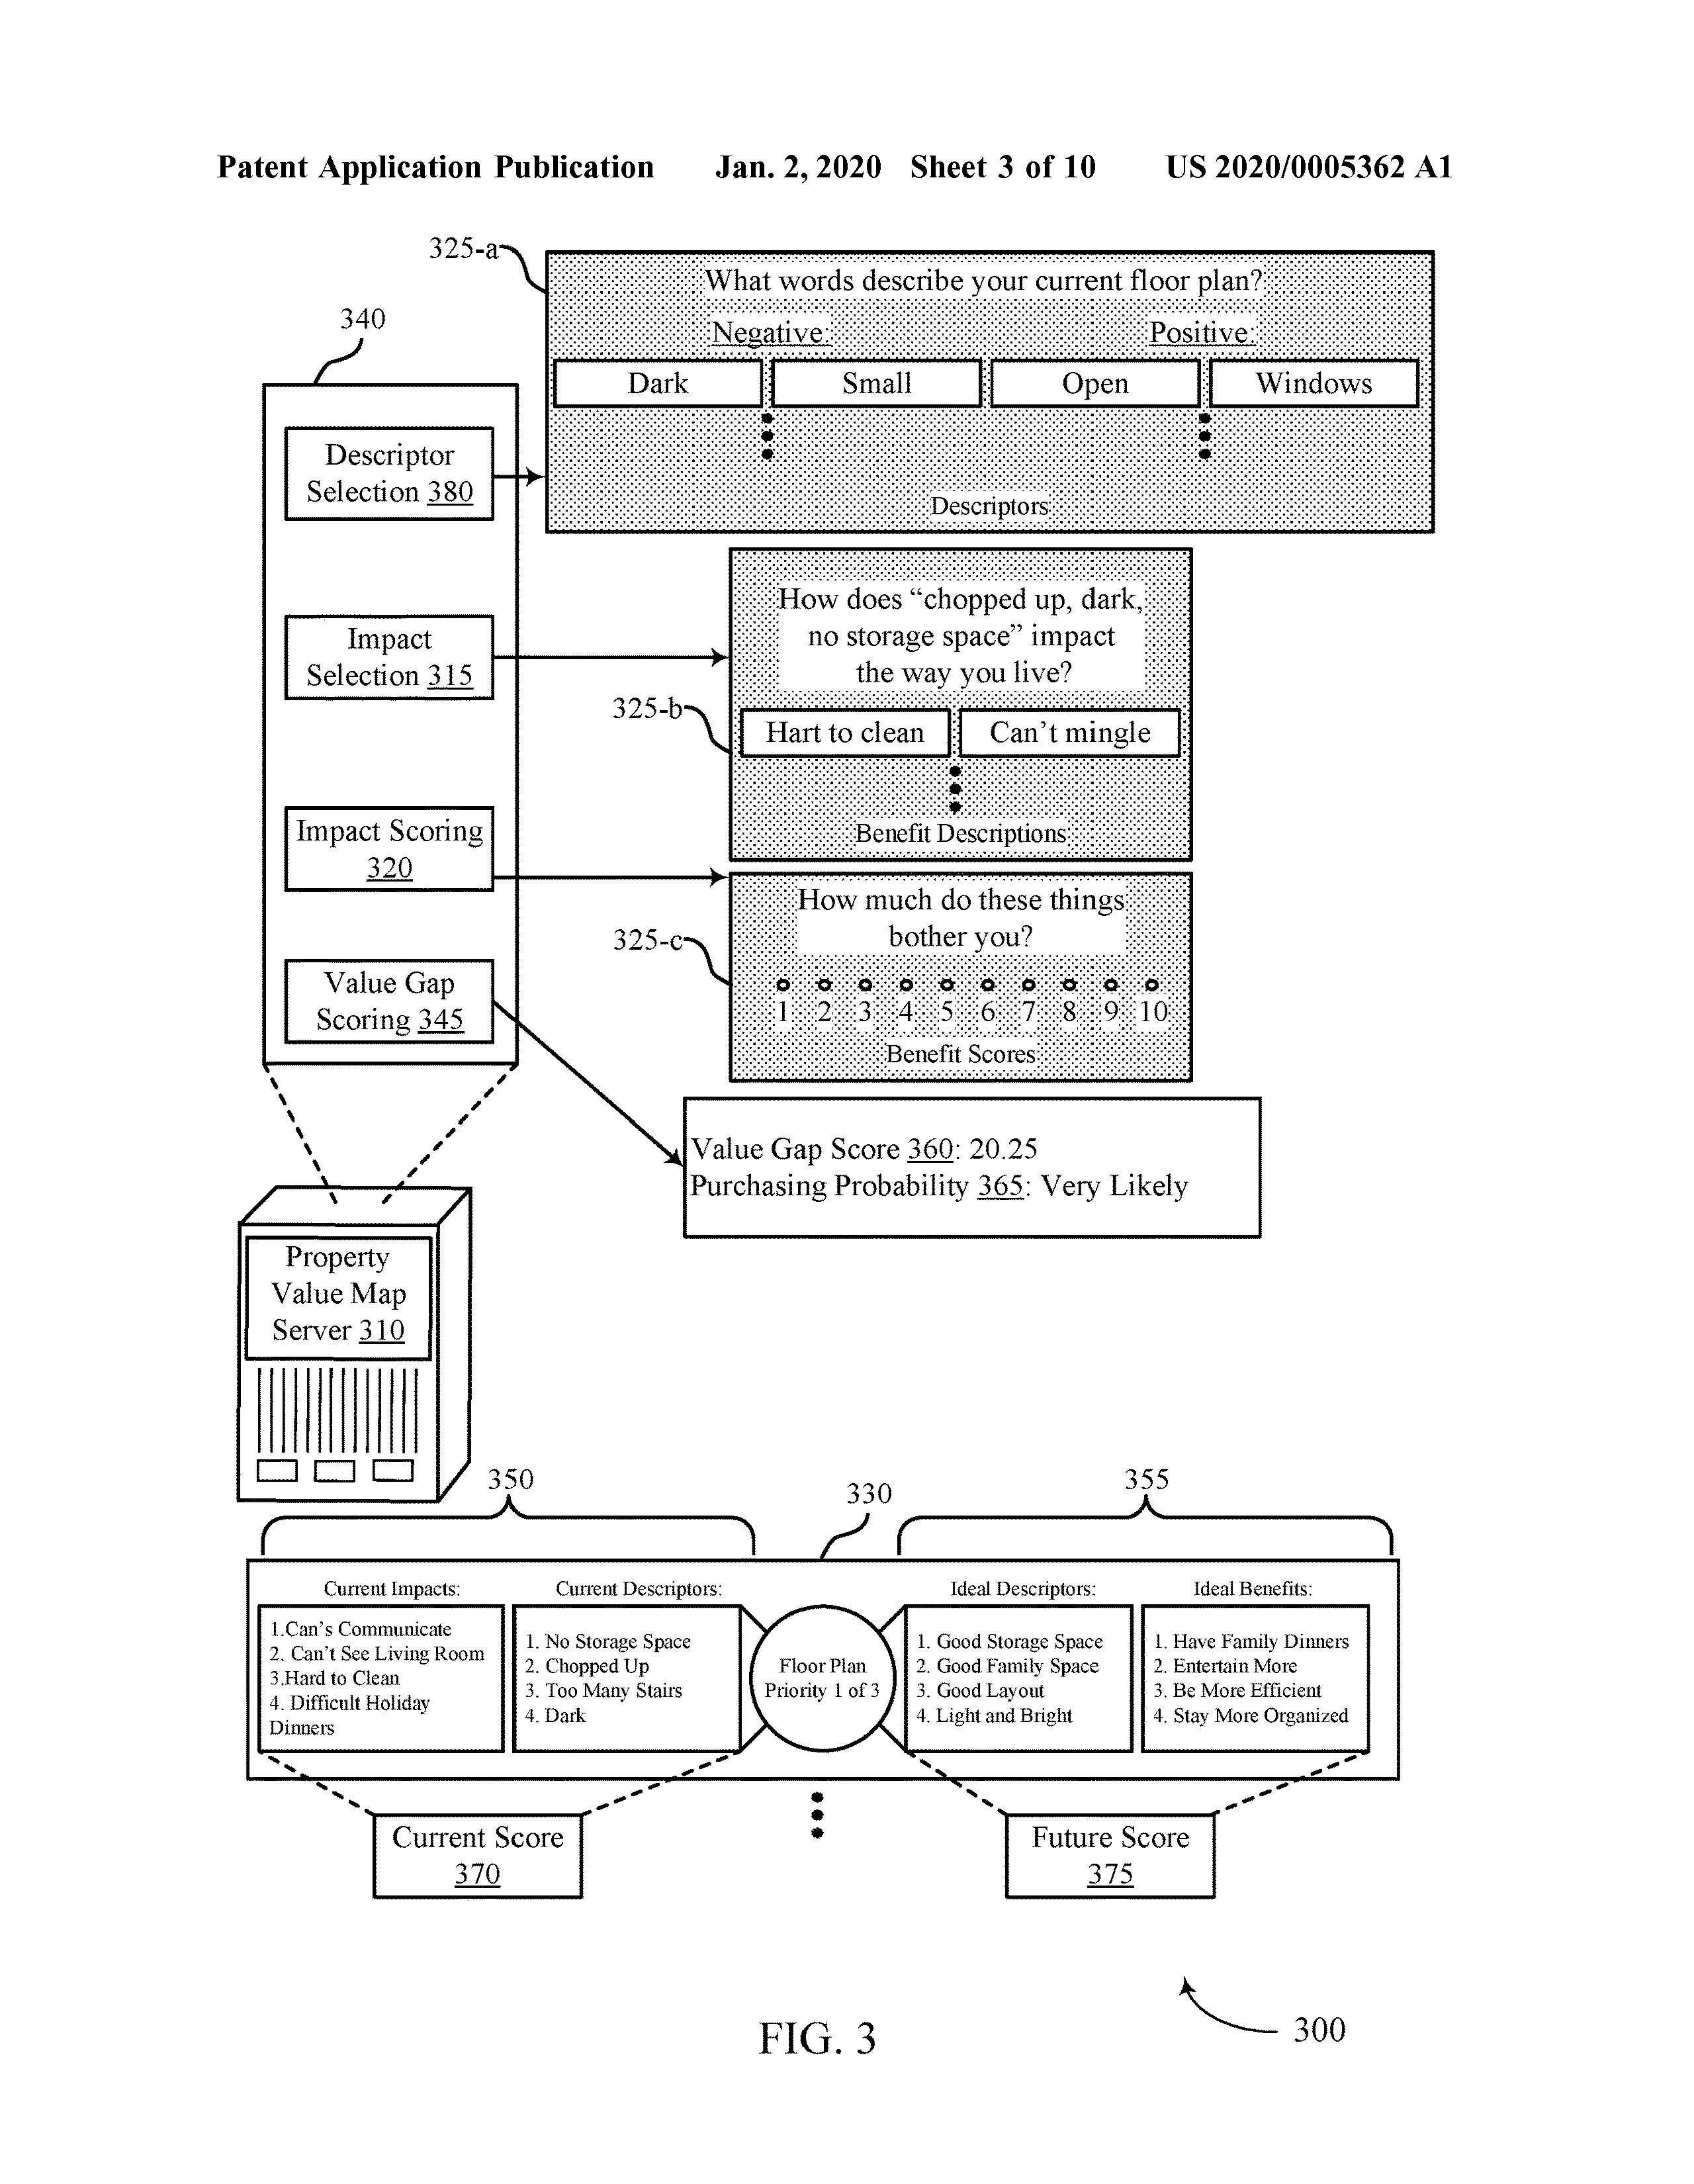 Patent Application Publication Jan. 2, 2020 Sheet 3 of 10 US 2020/0005362 A1
325-a
What words describe your current floor plan?
Negative: Positive:
Dark Small Open Windows
Descriptors
340
Descriptor
Selection 380
Impact
Selection 315
Impact Scoring
320
Value Gap
Scoring 345
How does “chopped up, dark,
no storage space” impact
the way you live?
325-b
Hart to clean Can’t mingle
Benefit Descriptions
How much do these things
bother you?
325-c
1 2 3 4 5 6 7 8 9 10
Benefit Scores
Value Gap Score 360: 20.25
Purchasing Probability 365: Very Likely
Property
Value Map
Server 310
350
330
355
Current Impacts:
1.Can’s Communicate
2. Can’t See Living Room
3.Hard to Clean
4. Difficult Holiday
Dinners
Current Descriptors:
1. No Storage Space
2. Chopped Up
3. Too Many Stairs
4. Dark
Floor Plan
Priority 1 of 3
Ideal Descriptors:
1. Good Storage Space
2. Good Family Space
3. Good Layout
4. Light and Bright
Ideal Benefits:
1. Have Family Dinners
2. Entertain More
3. Be More Efficient
4. Stay More Organized
Current Score
370
Future Score
375
300
FIG. 3